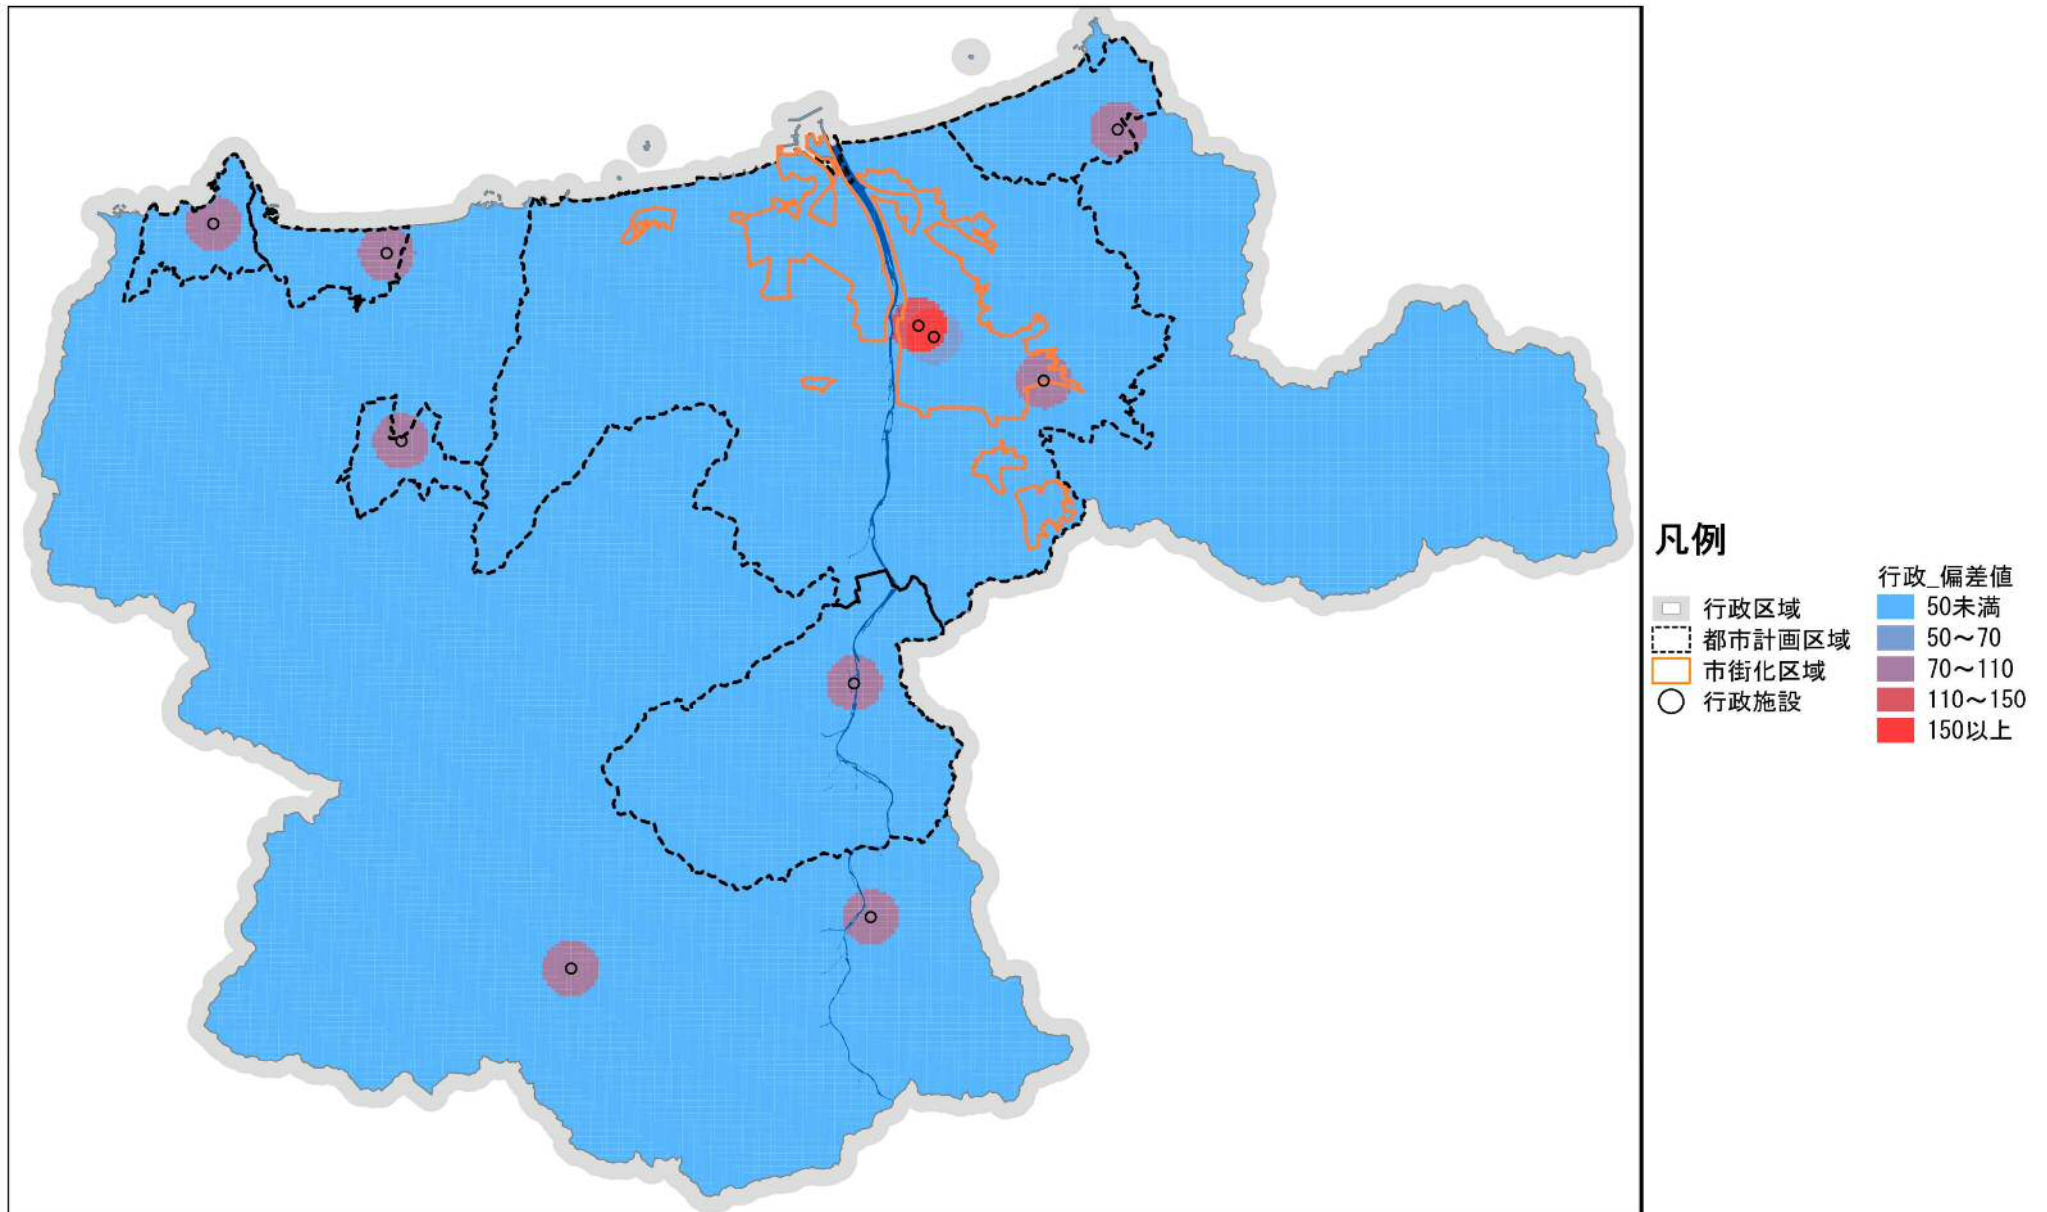 凡例
行政区域
都市計画区域
市街化区域
行政施設
行政_偏差値
50未満
50～70
70～110
110～150
150以上